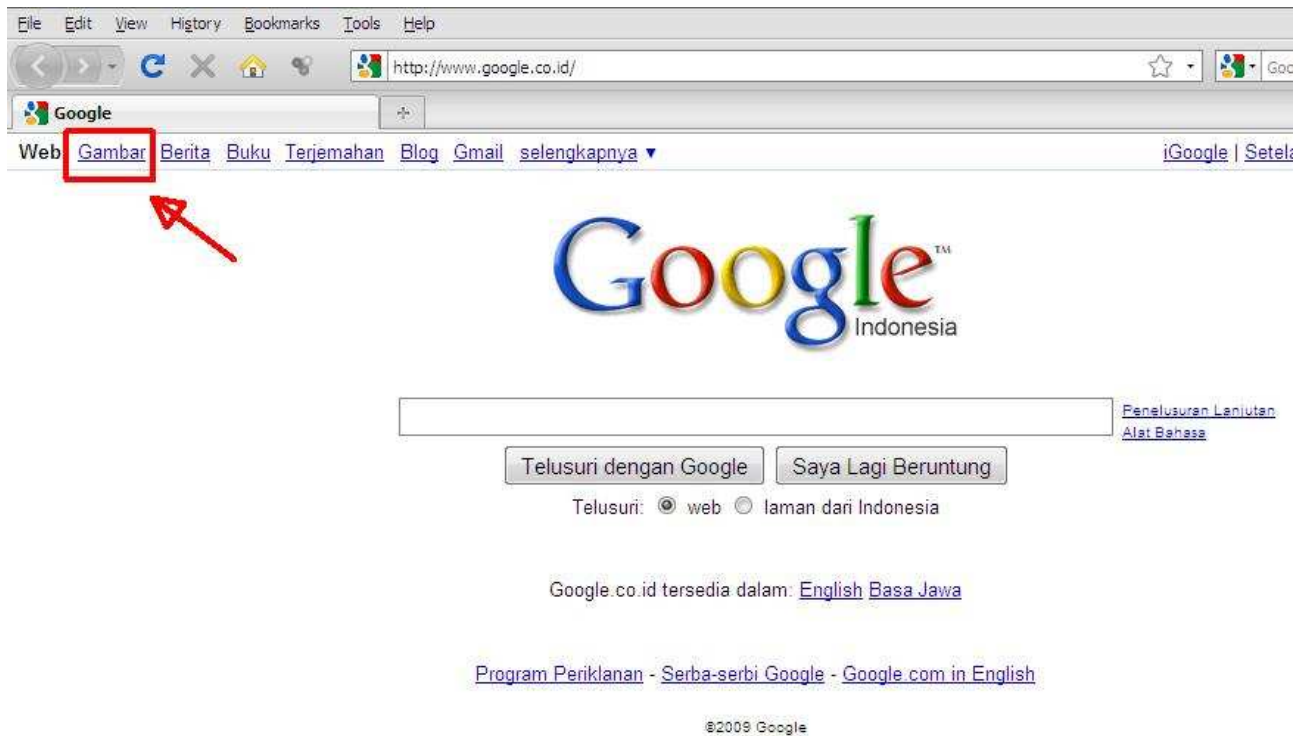 File Edit View History Bookmarks Tools Help
http://www.google.co.id/
Google
Web Gambar Berita Buku Terjemahan Blog Gmail selengkapnya ▼ iGoogle |
Google™
Indonesia
Penelusuran Lanjutan
Alat Bahasa
Telusuri dengan Google Saya Lagi Beruntung
Telusuri: web laman dari Indonesia
Google.co.id tersedia dalam: English Basa Jawa
Program Periklanan - Serba-serbi Google - Google.com in English
©2009 Google